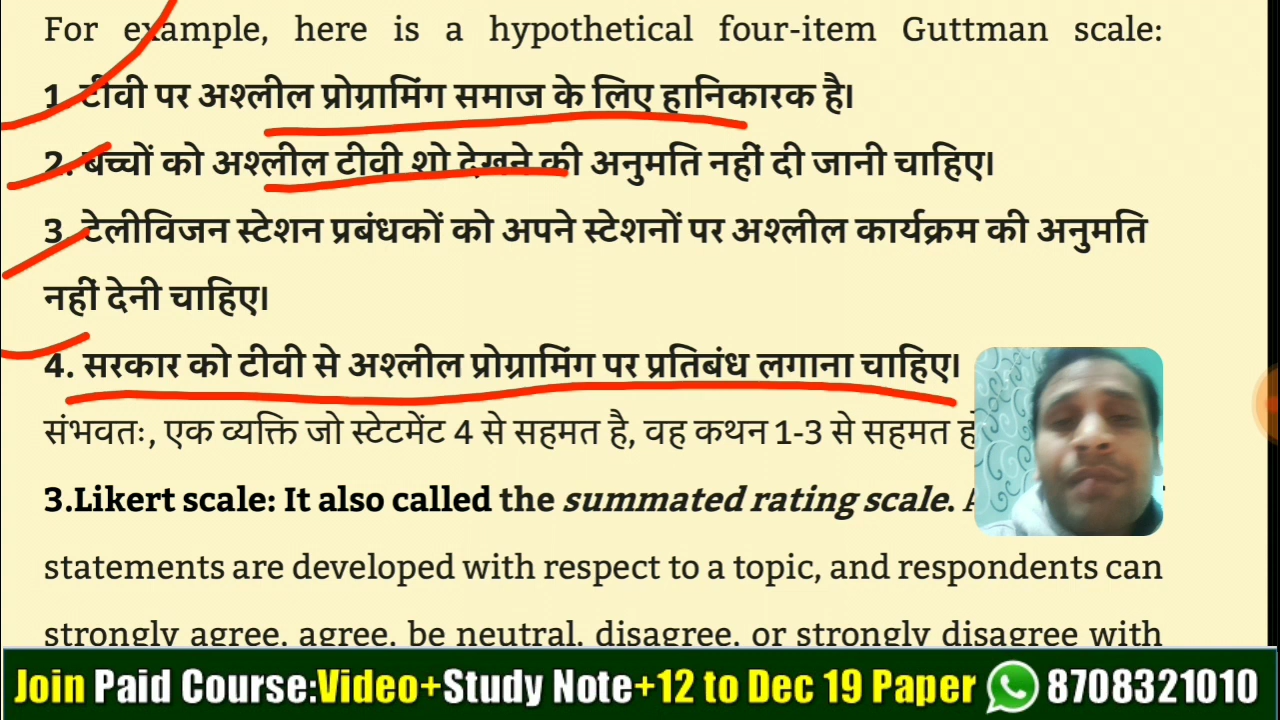 For example, here is a hypothetical four-item Guttman scale:
1. टीवी पर अश्लील प्रोग्रामिंग समाज के लिए हानिकारक है।
2. बच्चों को अश्लील टीवी शो देखने की अनुमति नहीं दी जानी चाहिए।
3. टेलीविजन स्टेशन प्रबंधकों को अपने स्टेशनों पर अश्लील कार्यक्रम की अनुमति
नहीं देनी चाहिए।
4. सरकार को टीवी से अश्लील प्रोग्रामिंग पर प्रतिबंध लगाना चाहिए।
संभवतः, एक व्यक्ति जो स्टेटमेंट 4 से सहमत है, वह कथन 1-3 से सहमत
3.Likert scale: It also called the summated rating scale.
statements are developed with respect to a topic, and respondents can
strongly agree, agree, be neutral, disagree, or strongly disagree with
Join Paid Course:Video+Study Note+12 to Dec 19 Paper 8708321010